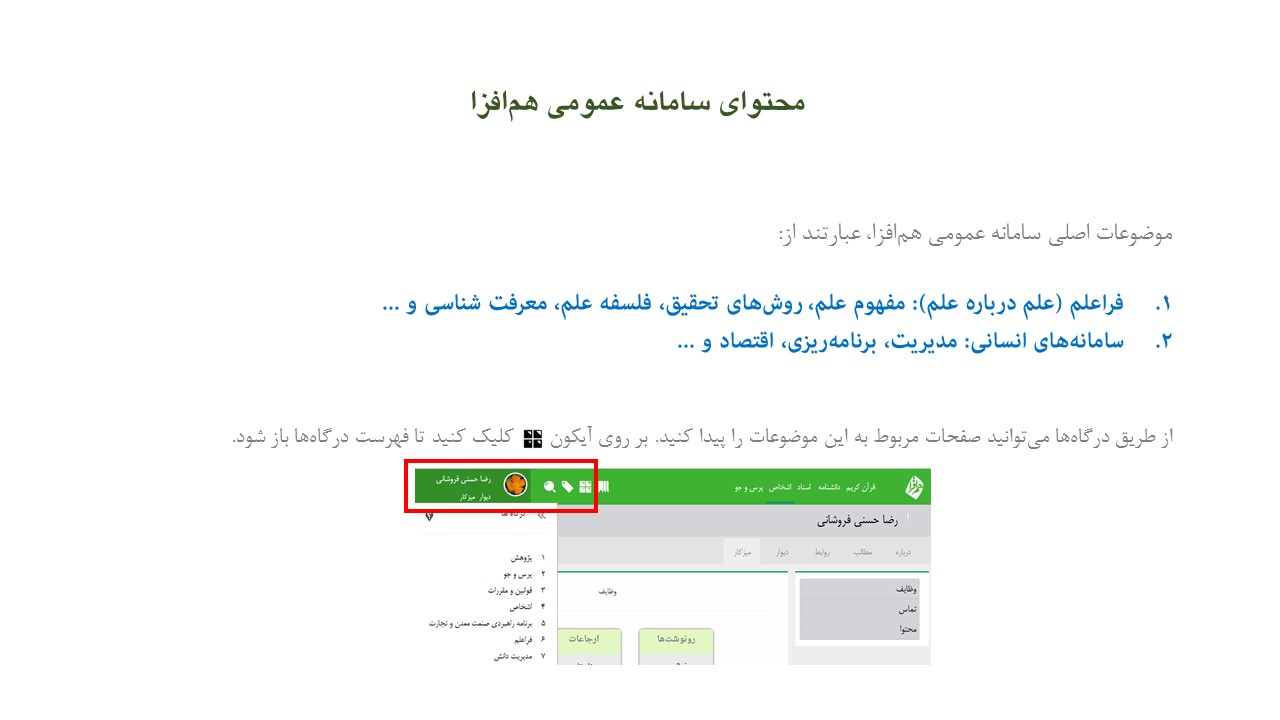 محتوای سامانه عمومی هم‌افزا
موضوعات اصلی سامانه عمومی هم‌افزا، عبارتند از:
۱. فراعلم (علم درباره علم): مفهوم علم، روش‌های تحقیق، فلسفه علم، معرفت شناسی و ...
۲. سامانه‌های انسانی: مدیریت، برنامه‌ریزی، اقتصاد و ...
از طریق درگاه‌ها می‌توانید صفحات مربوط به این موضوعات را پیدا کنید. بر روی آیکون کلیک کنید تا فهرست درگاه‌ها باز شود.
هم‌افزا
قرآن کریم دانشنامه اسناد اشخاص پرس و جو
رضا حسنی فروشانی
دیوار میزکار
رضا حسنی فروشانی
درباره مطالب روابط دیوار میزکار
وظایف
تماس
محتوا
وظایف
رونوشت‌ها ارجاعات
درگاه ها
۱ پژوهش
۲ پرس و جو
۳ قوانین و مقررات
۴ اشخاص
۵ برنامه راهبردی صنعت معدن و تجارت
۶ فراعلم
۷ مدیریت دانش